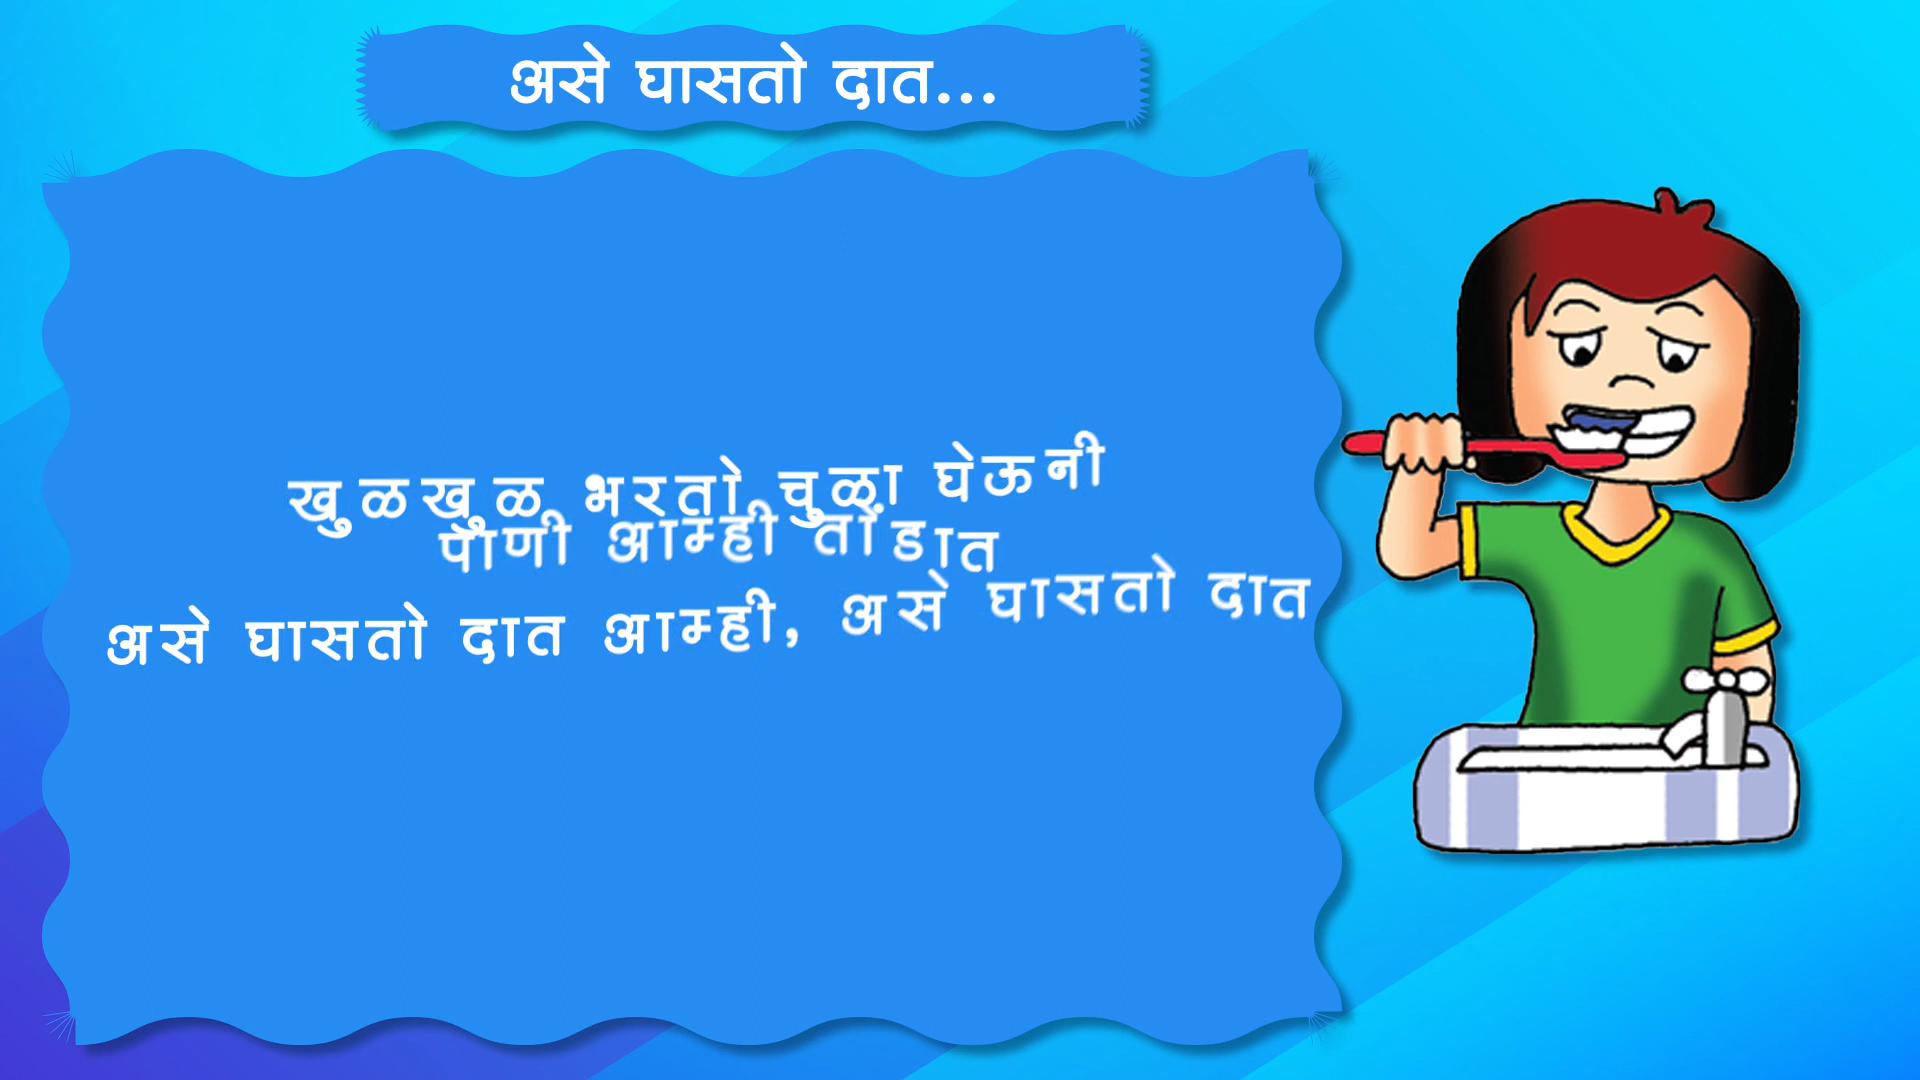 असे घासतो दात...
खुळखुळ भरतो चुळा घेऊनी
पाणी आम्ही तोंडात
असे घासतो दात आम्ही, असे घासतो दात